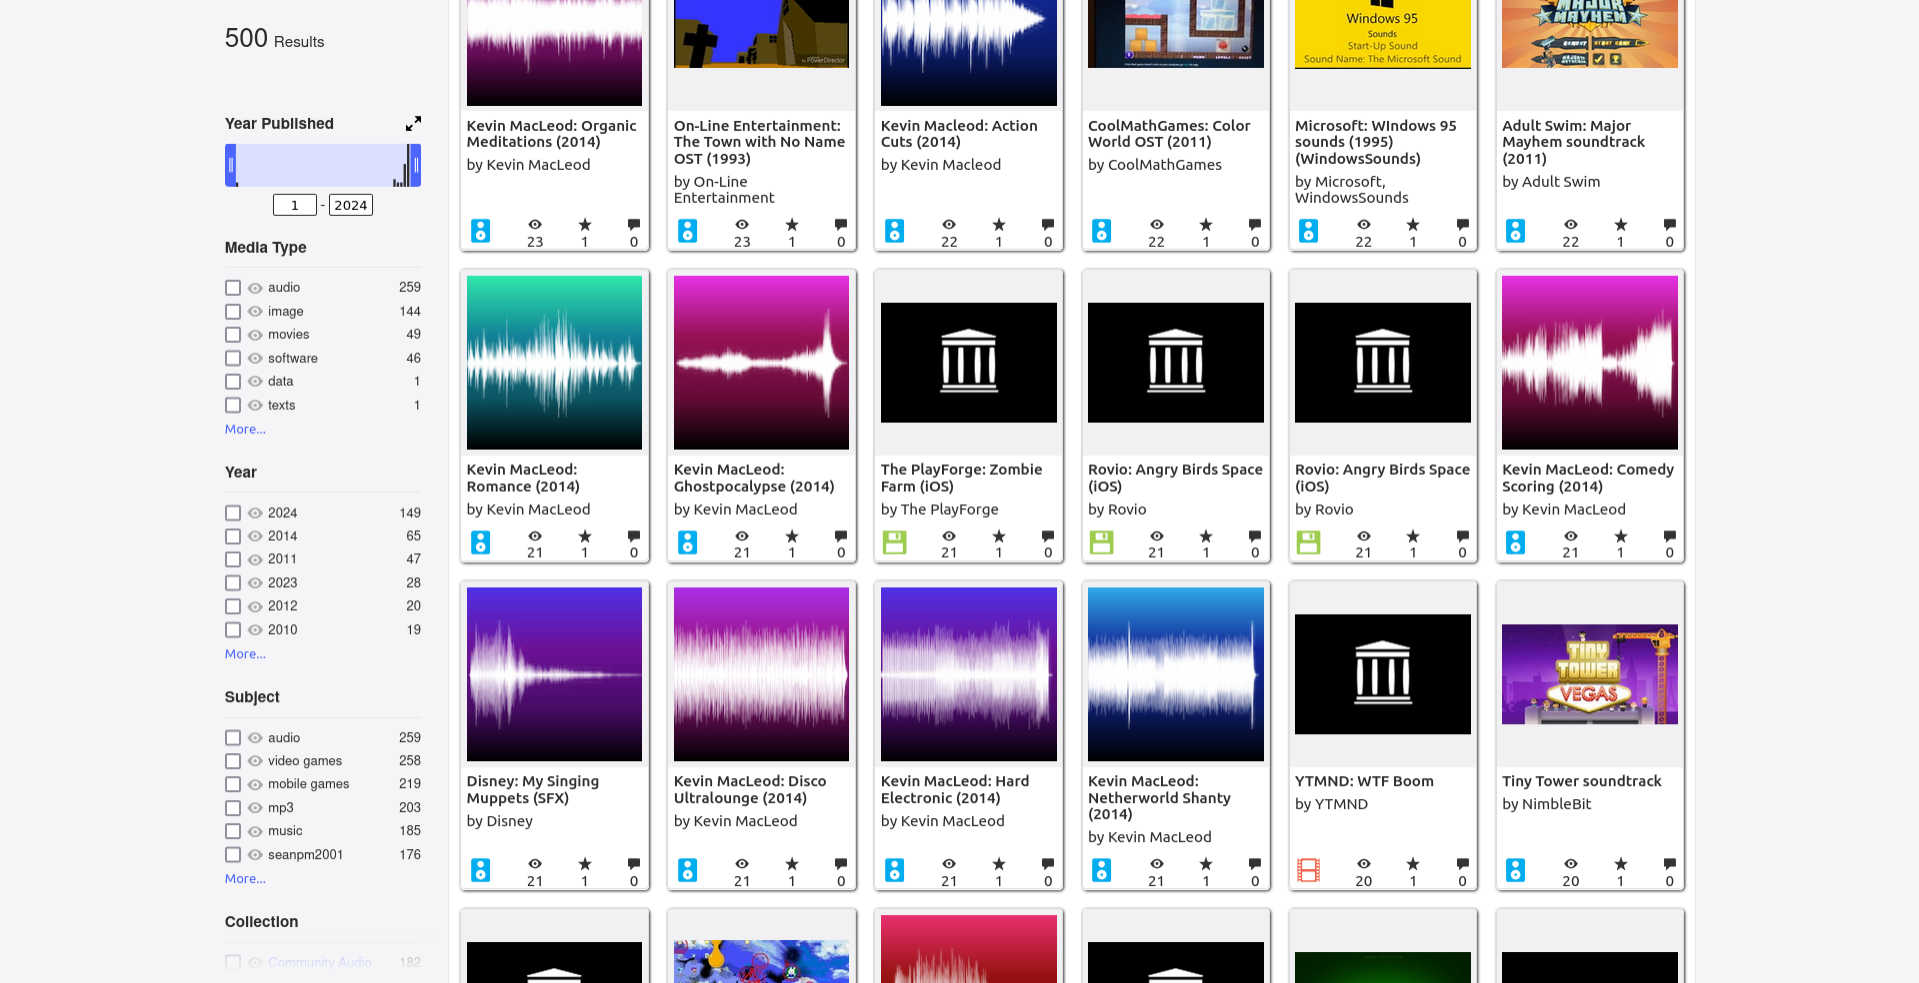 500 Results
Year Published
1 - 2024
Media Type
audio 259
image 144
movies 49
software 46
data 1
texts 1
More...
Year
2024 149
2014 65
2011 47
2023 28
2012 20
2010 19
More...
Subject
audio 259
video games 258
mobile games 219
mp3 203
music 185
seanpm2001 176
More...
Collection
Community Audio 182
Kevin MacLeod: Organic
Meditations (2014)
by Kevin MacLeod
23 1 0
by PowerDirector
On-Line Entertainment:
The Town with No Name
OST (1993)
by On-Line
Entertainment
23 1 0
Kevin Macleod: Action
Cuts (2014)
by Kevin Macleod
22 1 0
CoolMathGames: Color
World OST (2011)
by CoolMathGames
22 1 0
Windows 95
Sounds
Start-Up Sound
Sound Name: The Microsoft Sound
Microsoft: WIndows 95
sounds (1995)
(WindowsSounds)
by Microsoft,
WindowsSounds
22 1 0
MAJOR
MAYHEM
Adult Swim: Major
Mayhem soundtrack
(2011)
by Adult Swim
22 1 0
Kevin MacLeod:
Romance (2014)
by Kevin MacLeod
21 1 0
Kevin MacLeod:
Ghostpocalypse (2014)
by Kevin MacLeod
21 1 0
The PlayForge: Zombie
Farm (iOS)
by The PlayForge
21 1 0
Rovio: Angry Birds Space
(iOS)
by Rovio
21 1 0
Rovio: Angry Birds Space
(iOS)
by Rovio
21 1 0
Kevin MacLeod: Comedy
Scoring (2014)
by Kevin MacLeod
21 1 0
Disney: My Singing
Muppets (SFX)
by Disney
21 1 0
Kevin MacLeod: Disco
Ultralounge (2014)
by Kevin MacLeod
21 1 0
Kevin MacLeod: Hard
Electronic (2014)
by Kevin MacLeod
21 1 0
Kevin MacLeod:
Netherworld Shanty
(2014)
by Kevin MacLeod
21 1 0
YTMND: WTF Boom
by YTMND
20 1 0
TINY
TOWER
VEGAS
Tiny Tower soundtrack
by NimbleBit
20 1 0